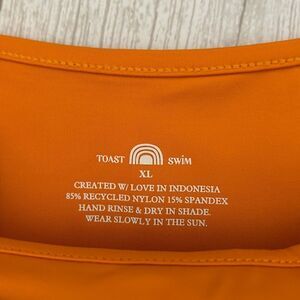 TOAST SWIM
XL
CREATED W/ LOVE IN INDONESIA
85% RECYCLED NYLON 15% SPANDEX
HAND RINSE & DRY IN SHADE.
WEAR SLOWLY IN THE SUN.